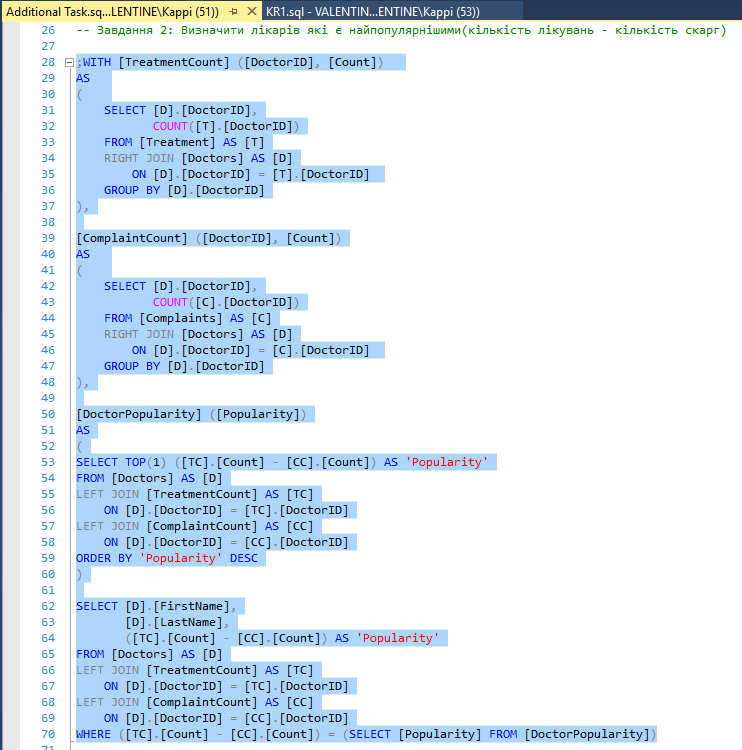 Additional Task.sq...LENTINE\Kappi (51))
KR1.sql - VALENTIN...ENTINE\Kappi (53))
26 -- Завдання 2: Визначити лікарів які є найпопулярнішими(кількість лікувань - кількість скарг)
27
28 ;WITH [TreatmentCount] ([DoctorID], [Count])
29 AS
30 (
31 SELECT [D].[DoctorID],
32 COUNT([T].[DoctorID])
33 FROM [Treatment] AS [T]
34 RIGHT JOIN [Doctors] AS [D]
35 ON [D].[DoctorID] = [T].[DoctorID]
36 GROUP BY [D].[DoctorID]
37 ),
38
39 [ComplaintCount] ([DoctorID], [Count])
40 AS
41 (
42 SELECT [D].[DoctorID],
43 COUNT([C].[DoctorID])
44 FROM [Complaints] AS [C]
45 RIGHT JOIN [Doctors] AS [D]
46 ON [D].[DoctorID] = [C].[DoctorID]
47 GROUP BY [D].[DoctorID]
48 ),
49
50 [DoctorPopularity] ([Popularity])
51 AS
52 (
53 SELECT TOP(1) ([TC].[Count] - [CC].[Count]) AS 'Popularity'
54 FROM [Doctors] AS [D]
55 LEFT JOIN [TreatmentCount] AS [TC]
56 ON [D].[DoctorID] = [TC].[DoctorID]
57 LEFT JOIN [ComplaintCount] AS [CC]
58 ON [D].[DoctorID] = [CC].[DoctorID]
59 ORDER BY 'Popularity' DESC
60 )
61
62 SELECT [D].[FirstName],
63 [D].[LastName],
64 ([TC].[Count] - [CC].[Count]) AS 'Popularity'
65 FROM [Doctors] AS [D]
66 LEFT JOIN [TreatmentCount] AS [TC]
67 ON [D].[DoctorID] = [TC].[DoctorID]
68 LEFT JOIN [ComplaintCount] AS [CC]
69 ON [D].[DoctorID] = [CC].[DoctorID]
70 WHERE ([TC].[Count] - [CC].[Count]) = (SELECT [Popularity] FROM [DoctorPopularity])